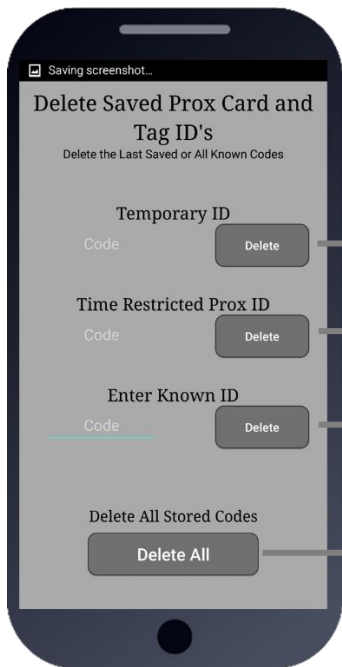 Saving screenshot...
Delete Saved Prox Card and
Tag ID's
Delete the Last Saved or All Known Codes
Temporary ID
Code
Delete
Time Restricted Prox ID
Code
Delete
Enter Known ID
Code
Delete
Delete All Stored Codes
Delete All